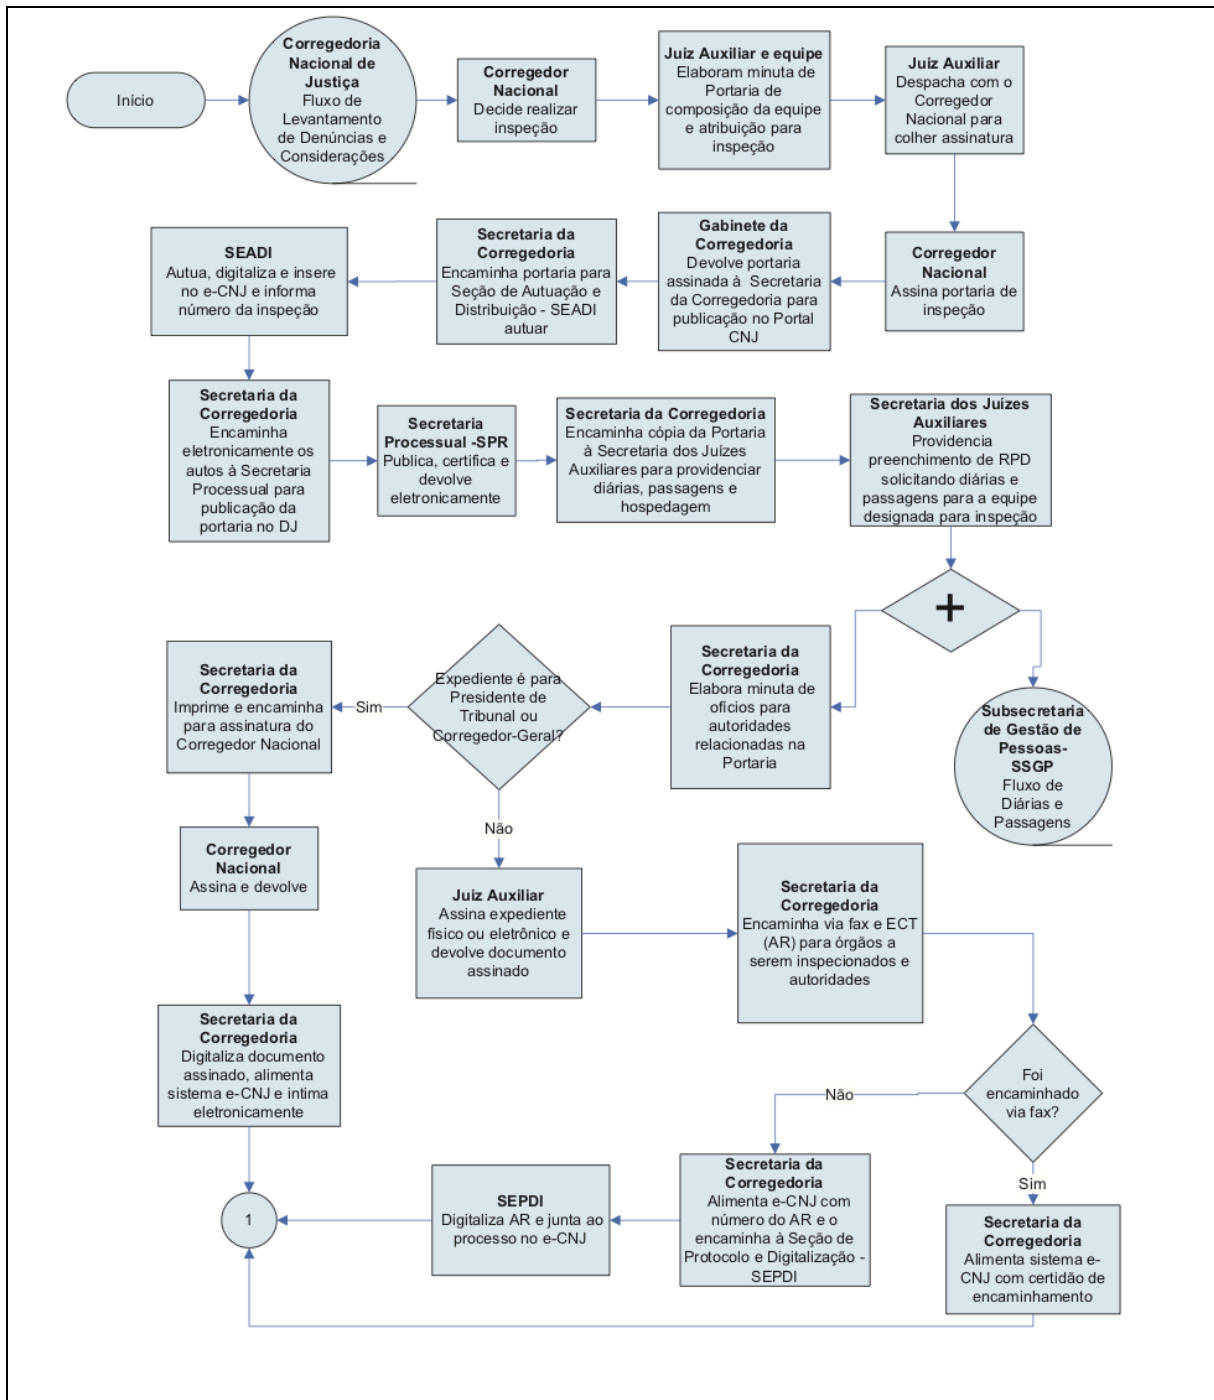 Início
Corregedoria
Nacional de
Justiça
Fluxo de
Levantamento
de Denúncias e
Considerações
Corregedor
Nacional
Decide realizar
inspeção
Juiz Auxiliar e equipe
Elaboram minuta de
Portaria de
composição da equipe
e atribuição para
inspeção
Juiz Auxiliar
Despacha com o
Corregedor
Nacional para
colher assinatura
Corregedor
Nacional
Assina portaria de
inspeção
Gabinete da
Corregedoria
Devolve portaria
assinada à Secretaria
da Corregedoria para
publicação no Portal
CNJ
Secretaria da
Corregedoria
Encaminha portaria para
Seção de Autuação e
Distribuição - SEADI
autuar
SEADI
Autua, digitaliza e insere
no e-CNJ e informa
número da inspeção
Secretaria da
Corregedoria
Encaminha
eletronicamente os
autos à Secretaria
Processual para
publicação da
portaria no DJ
Secretaria
Processual -SPR
Publica, certifica e
devolve
eletronicamente
Secretaria da Corregedoria
Encaminha cópia da Portaria
à Secretaria dos Juízes
Auxiliares para providenciar
diárias, passagens e
hospedagem
Secretaria dos Juízes
Auxiliares
Providencia
preenchimento de RPD
solicitando diárias e
passagens para a equipe
designada para inspeção
+
Subsecretaria
de Gestão de
Pessoas-
SSGP
Fluxo de
Diárias e
Passagens
Secretaria da
Corregedoria
Elabora minuta de
ofícios para
autoridades
relacionadas na
Portaria
Expediente é para
Presidente de
Tribunal ou
Corregedor-Geral?
Sim
Secretaria da
Corregedoria
Imprime e encaminha
para assinatura do
Corregedor Nacional
Corregedor
Nacional
Assina e devolve
Secretaria da
Corregedoria
Digitaliza documento
assinado, alimenta
sistema e-CNJ e intima
eletronicamente
Não
Juiz Auxiliar
Assina expediente
físico ou eletrônico e
devolve documento
assinado
Secretaria da
Corregedoria
Encaminha via fax e ECT
(AR) para órgãos a
serem inspecionados e
autoridades
Foi
encaminhado
via fax?
Não
Secretaria da
Corregedoria
Alimenta e-CNJ com
número do AR e o
encaminha à Seção de
Protocolo e Digitalização -
SEPDI
SEPDI
Digitaliza AR e junta ao
processo no e-CNJ
1
Sim
Secretaria da
Corregedoria
Alimenta sistema e-
CNJ com certidão de
encaminhamento